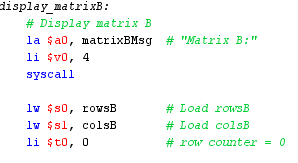 display_matrixB:
# Display matrix B
la $a0, matrixBMsg # "Matrix B:"
li $v0, 4
syscall
lw $s0, rowsB # Load rowsB
lw $s1, colsB # Load colsB
li $t0, 0 # row counter = 0